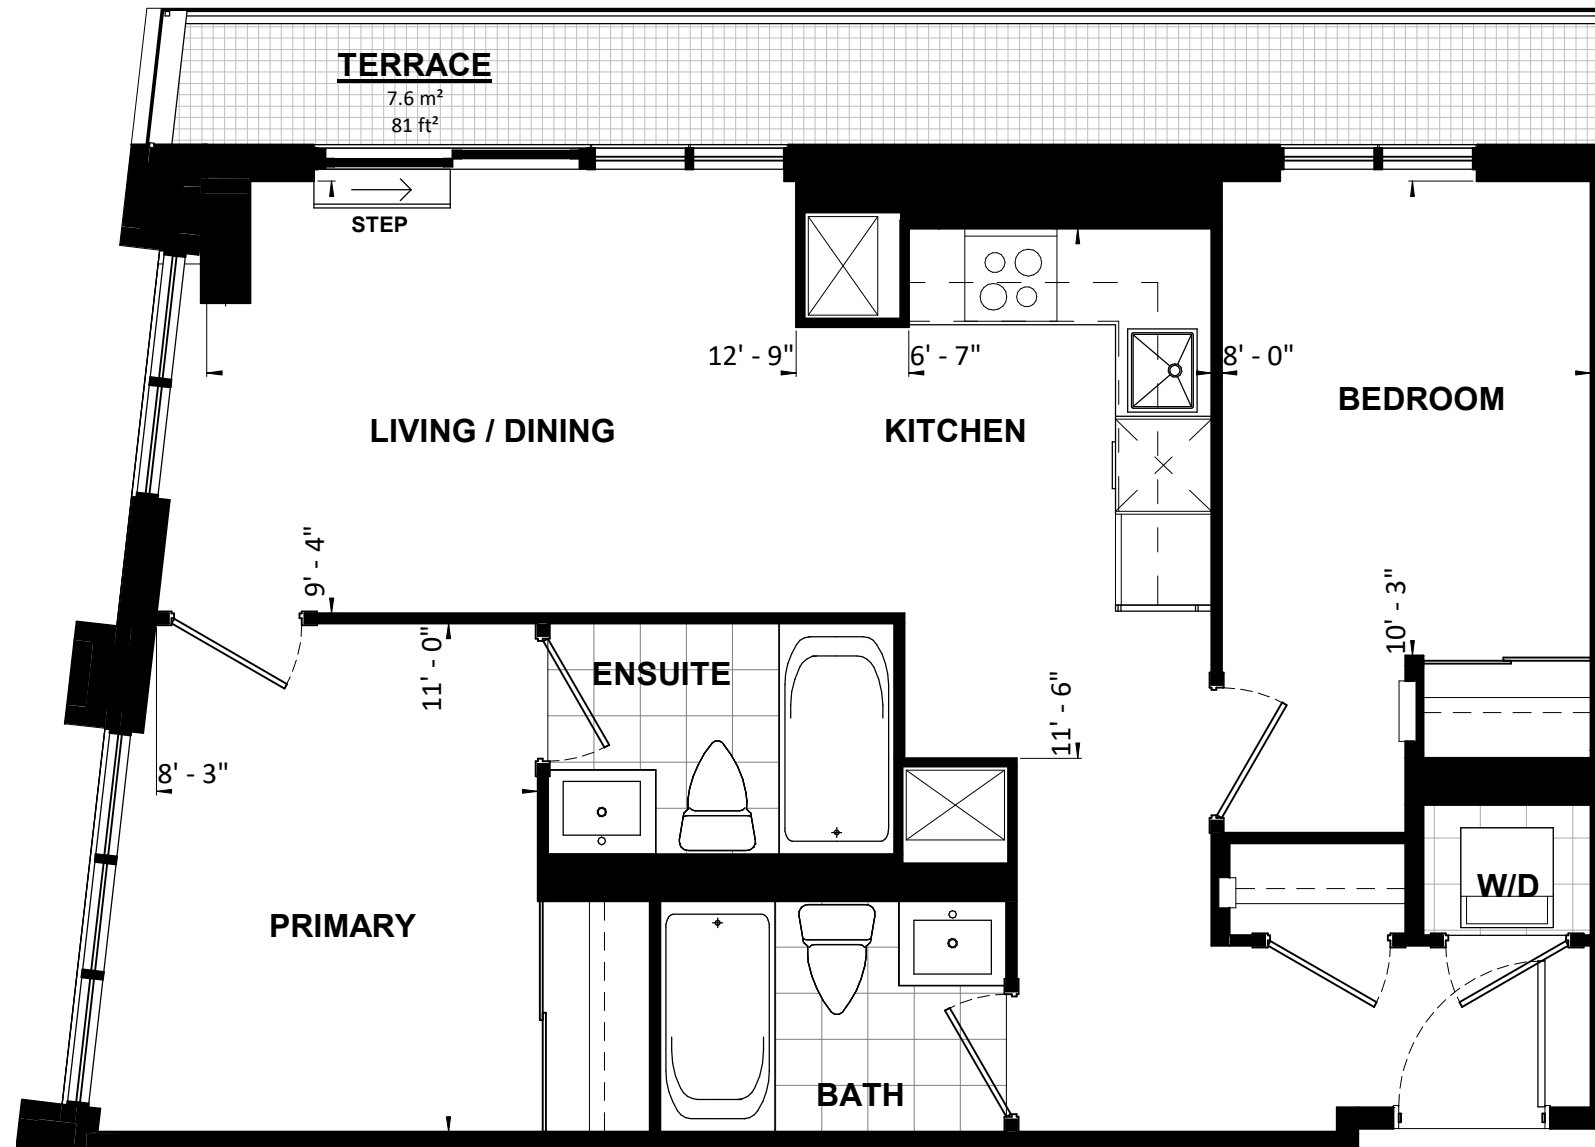 TERRACE
7.6 m²
81 ft²
STEP
12' - 9"
6' - 7"
8' - 0"
BEDROOM
LIVING / DINING
KITCHEN
9' - 4"
10' - 3"
11' - 0"
ENSUITE
11' - 6"
8' - 3"
W/D
PRIMARY
BATH